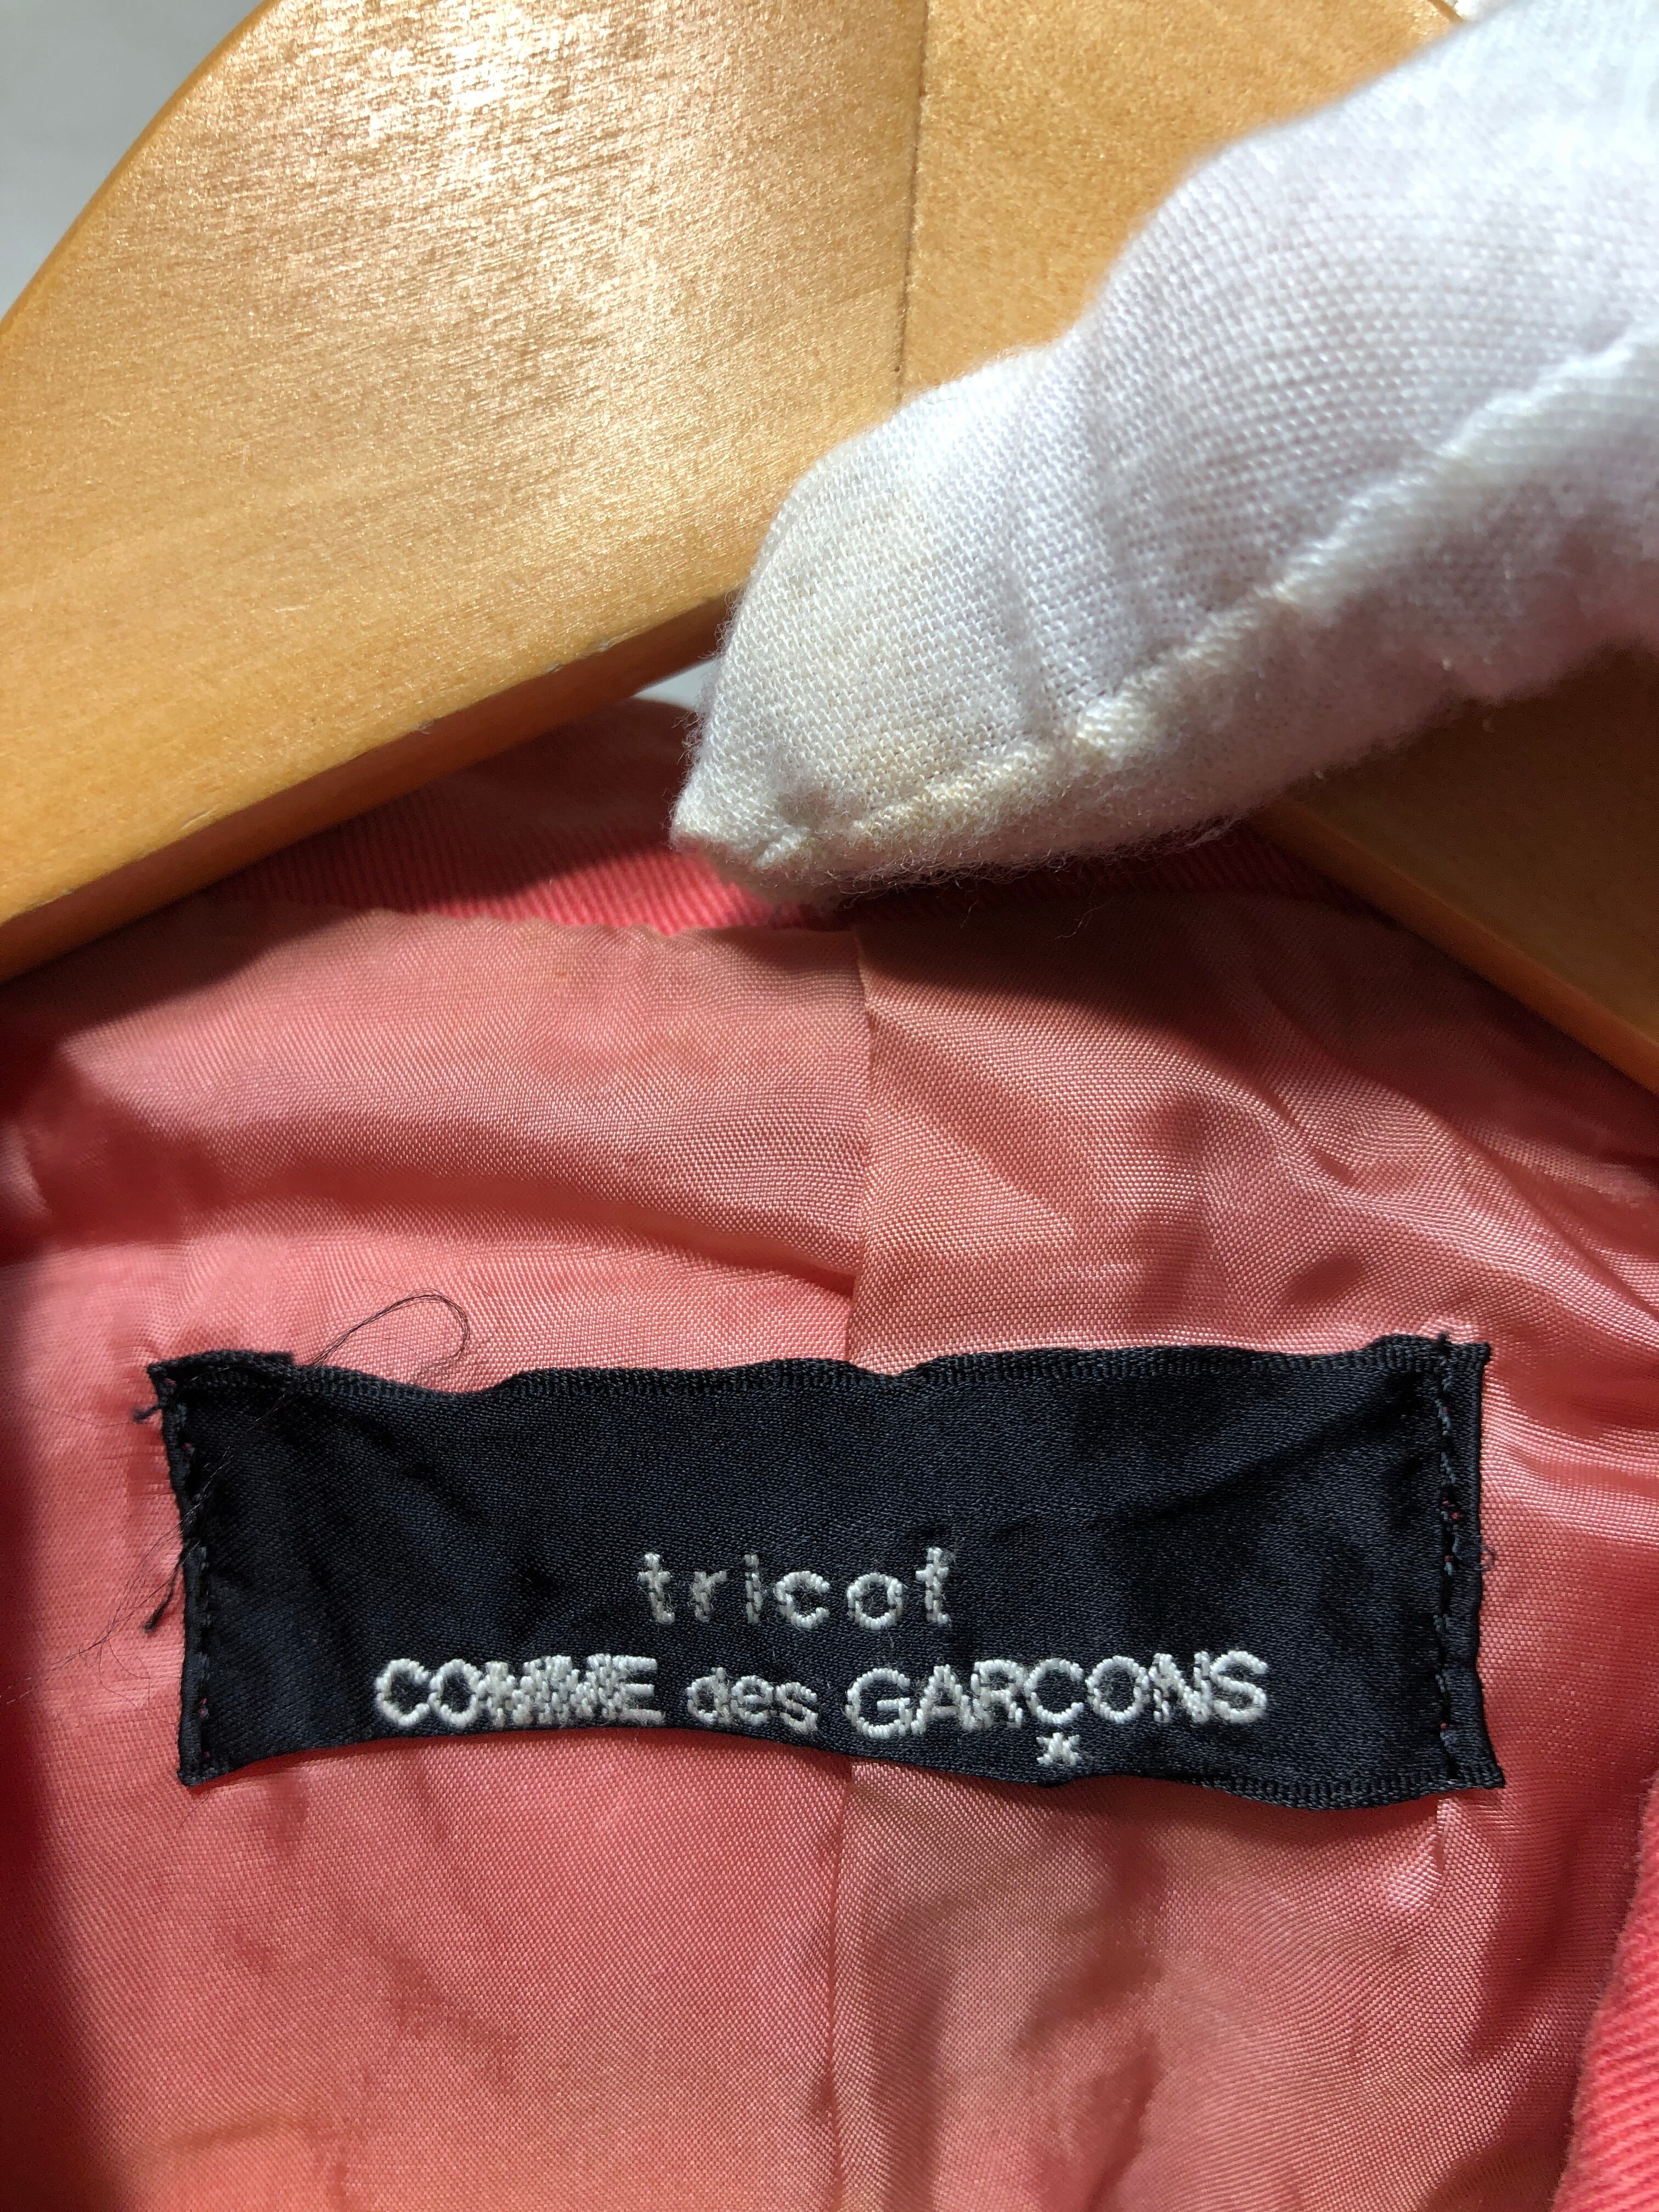 tricot
COMME des GARÇONS
*